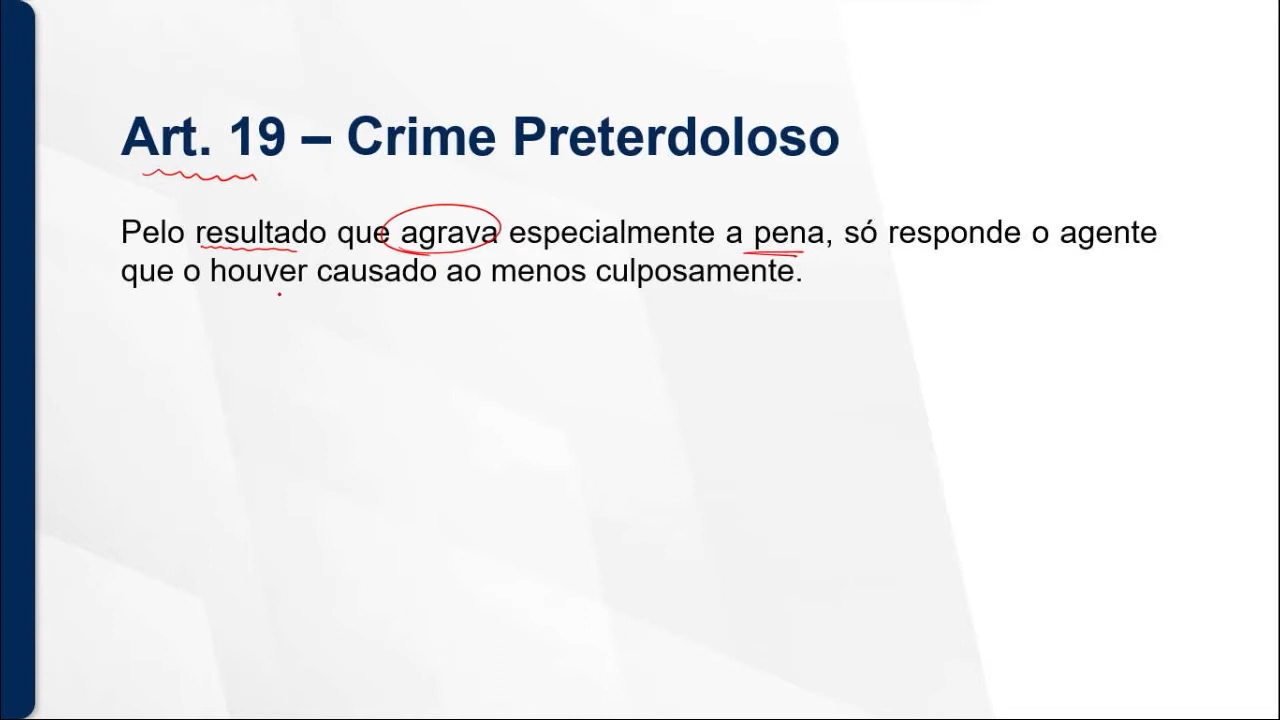 Art. 19 – Crime Preterdoloso
Pelo resultado que agrava especialmente a pena, só responde o agente
que o houver causado ao menos culposamente.